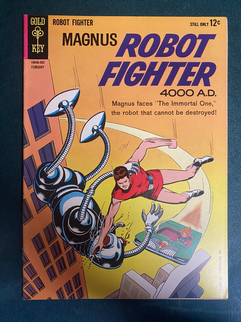 GOLD
KEY
ROBOT FIGHTER
STILL ONLY 12¢
MAGNUS ROBOT
FIGHTER
4000 A.D.
FEBRUARY
Magnus faces "The Immortal One,"
the robot that cannot be destroyed!